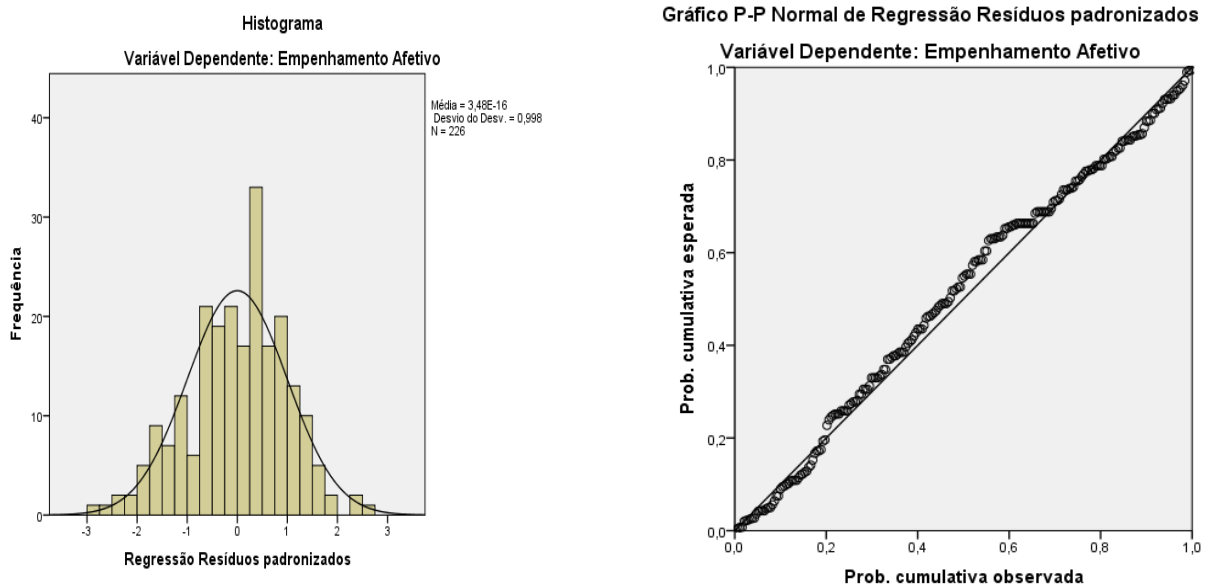 Histograma
Variável Dependente: Empenhamento Afetivo
Média = 3,48E-16
Desvio do Desv. = 0,998
N = 226
Frequência
40
30
20
10
0
-3 -2 -1 0 1 2 3
Regressão Resíduos padronizados
Gráfico P-P Normal de Regressão Resíduos padronizados
Variável Dependente: Empenhamento Afetivo
Prob. cumulativa esperada
1,0
0,8
0,6
0,4
0,2
0,0
0,0 0,2 0,4 0,6 0,8 1,0
Prob. cumulativa observada